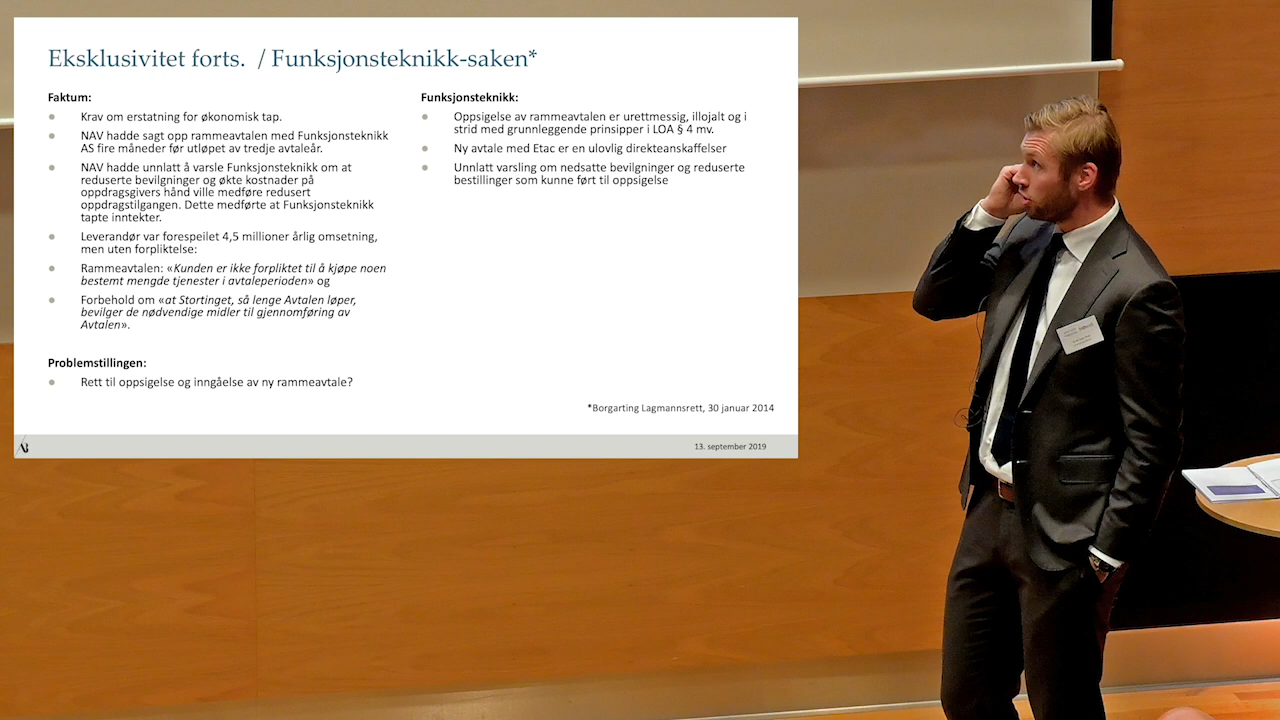 Eksklusivitet forts. / Funksjonsteknikk-saken*
Faktum:
Krav om erstatning for økonomisk tap.
NAV hadde sagt opp rammeavtalen med Funksjonsteknikk
AS fire måneder før utløpet av tredje avtaleår.
NAV hadde unnlatt å varsle Funksjonsteknikk om at
reduserte bevilgninger og økte kostnader på
oppdragsgivers hånd ville medføre redusert
oppdragstilgangen. Dette medførte at Funksjonsteknikk
tapte inntekter.
Leverandør var forespeilet 4,5 millioner årlig omsetning,
men uten forpliktelse:
Rammeavtalen: «Kunden er ikke forpliktet til å kjøpe noen
bestemt mengde tjenester i avtaleperioden» og
Forbehold om «at Stortinget, så lenge Avtalen løper,
bevilger de nødvendige midler til gjennomføring av
Avtalen».
Problemstillingen:
Rett til oppsigelse og inngåelse av ny rammeavtale?
Funksjonsteknikk:
Oppsigelse av rammeavtalen er urettmessig, illojalt og i
strid med grunnleggende prinsipper i LOA § 4 mv.
Ny avtale med Etac er en ulovlig direkteanskaffelser
Unnlatt varsling om nedsatte bevilgninger og reduserte
bestillinger som kunne ført til oppsigelse
*Borgarting Lagmannsrett, 30 januar 2014
13. september 2019